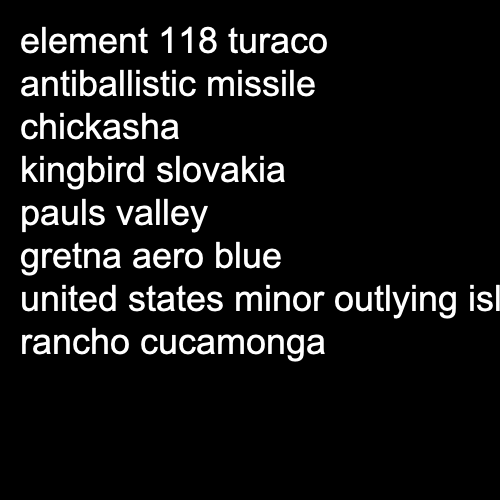 element 118 turaco
antiballistic missile
chickasha
kingbird slovakia
pauls valley
gretna aero blue
united states minor outlying isl
rancho cucamonga